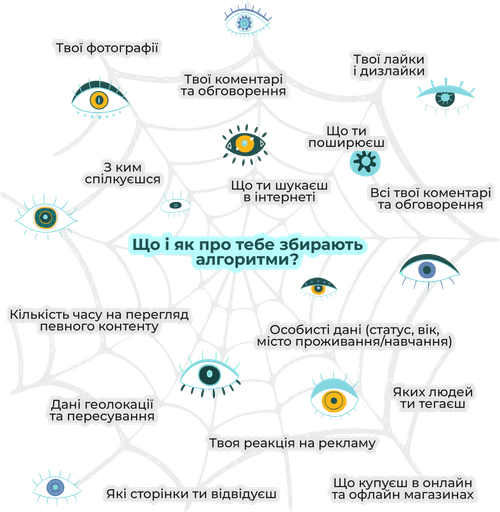 Твої фотографії
Твої коментарі
та обговорення
Твої лайки
і дизлайки
Що ти
поширюєш
З ким
спілкуєшся
Що ти шукаєш
в інтернеті
Всі твої коментарі
та обговорення
Що і як про тебе збирають
алгоритми?
Кількість часу на перегляд
певного контенту
Особисті дані (статус, вік,
місто проживання/навчання)
Дані геолокації
та пересування
Яких людей
ти тегаєш
Твоя реакція на рекламу
Які сторінки ти відвідуєш
Що купуєш в онлайн
та офлайн магазинах